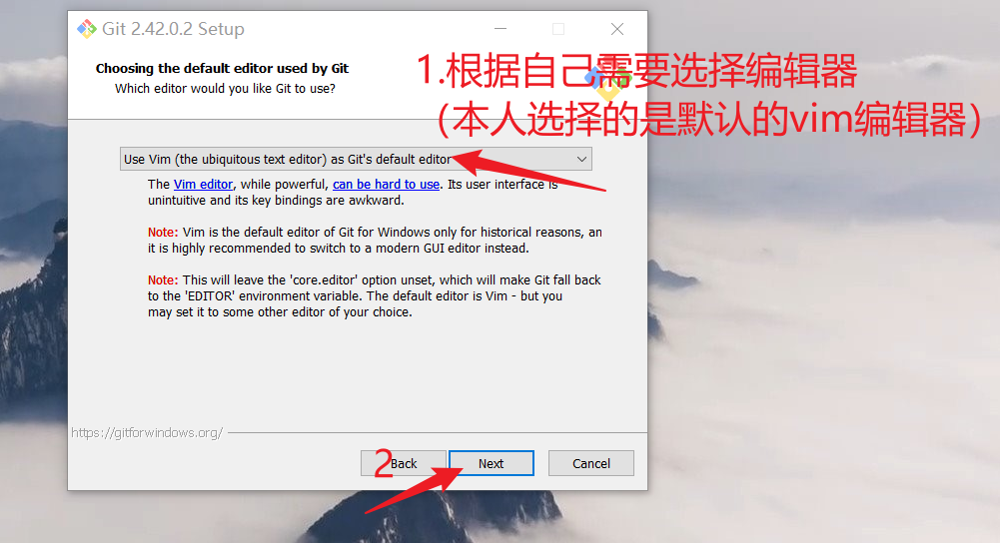 Git 2.42.0.2 Setup
Choosing the default editor used by Git
Which editor would you like Git to use?
1.根据自己需要选择编辑器
（本人选择的是默认的vim编辑器）
Use Vim (the ubiquitous text editor) as Git's default editor
The Vim editor, while powerful, can be hard to use. Its user interface is
unintuitive and its key bindings are awkward.
Note: Vim is the default editor of Git for Windows only for historical reasons, an
it is highly recommended to switch to a modern GUI editor instead.
Note: This will leave the 'core.editor' option unset, which will make Git fall back
to the 'EDITOR' environment variable. The default editor is Vim - but you
may set it to some other editor of your choice.
https://gitforwindows.org/
2
Back
Next
Cancel